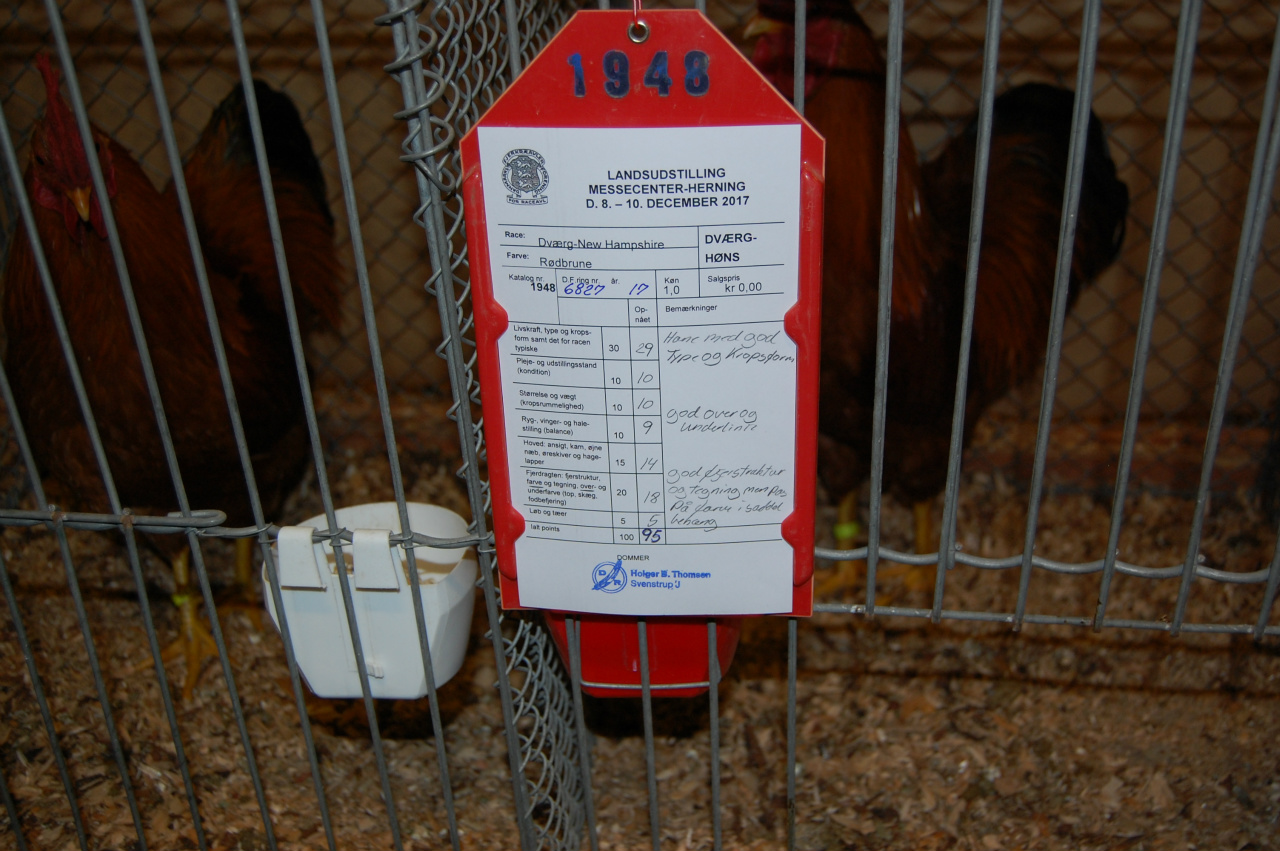 1948
LANDSUDSTILLING
MESSECENTER-HERNING
D. 8. – 10. DECEMBER 2017
Race: Dværg-New Hampshire
DVÆRG-
HØNS
Farve: Rødbrune
Katalog nr. 1948
D.F. ring nr. 6827 år. 17
Køn 1,0
Salgspris kr 0,00
Op-
nået
Bemærkninger
Livskraft, type og krops-
form samt det for racen
typiske 30 29
Hane med god
Type og Kropsform
Pleje- og udstillingsstand
(kondition) 10 10
Størrelse og vægt
(kropsrummelighed) 10 10
god over og
underlinie
Ryg-, vinger- og hale-
stilling (balance) 10 9
Hoved: ansigt, kam, øjne
næb, øreskiver og hage-
lapper 15 14
Fjerdragten: fjerstruktur,
farve og tegning, over- og
underfarve (top, skæg,
fodbefjering) 20 18
god fjerstruktur
og tegning men Pas
På farve i saddel
behæng
Løb og tæer 5 5
Ialt points 100 95
DOMMER
Holger B. Thomsen
Svenstrup J